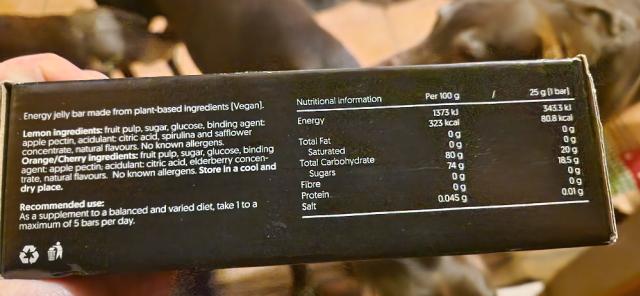 Energy jelly bar made from plant-based ingredients [Vegan].
Lemon ingredients: fruit pulp, sugar, glucose, binding agent:
apple pectin, acidulant: citric acid, spirulina and safflower
concentrate, natural flavours. No known allergens.
Orange/Cherry ingredients: fruit pulp, sugar, glucose, binding
agent: apple pectin; acidulant: citric acid, elderberry concen-
trate, natural flavours. No known allergens. Store in a cool and
dry place.
Recommended use:
As a supplement to a balanced and varied diet, take 1 to a
maximum of 5 bars per day.
Nutritional information Per 100 g / 25 g [1 bar]
Energy 1373 kJ 343.3 kJ
323 kcal 80.8 kcal
Total Fat 0 g 0 g
Saturated 0 g 0 g
Total Carbohydrate 80 g 20 g
Sugars 74 g 18.5 g
Fibre 0 g 0 g
Protein 0 g 0 g
Salt 0.045 g 0.01 g